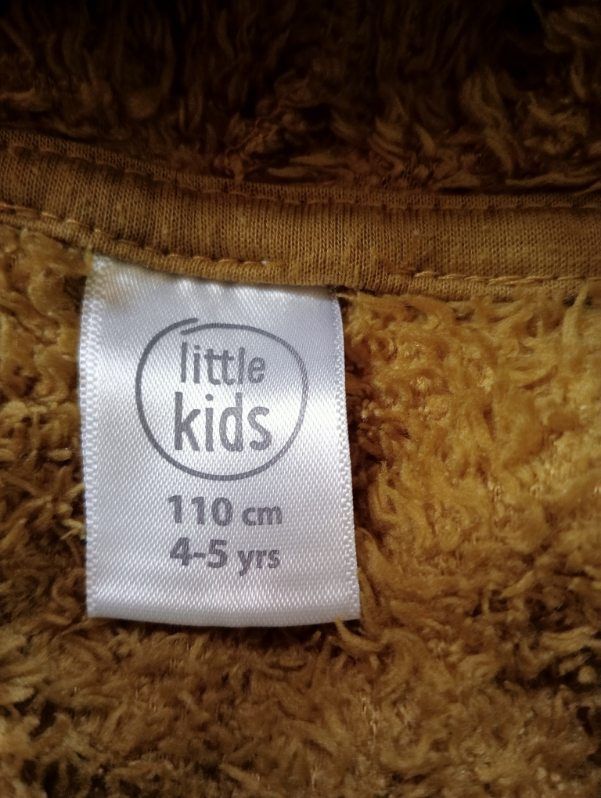 little
kids
110 cm
4-5 yrs